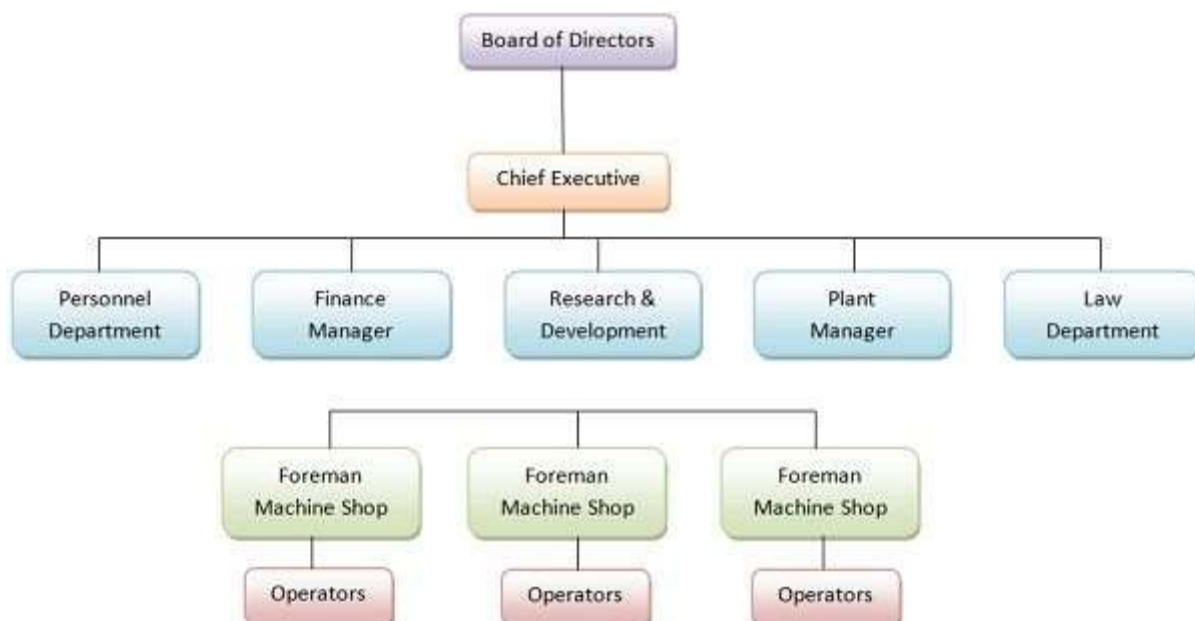 Board of Directors
Chief Executive
Personnel
Department
Finance
Manager
Research &
Development
Plant
Manager
Law
Department
Foreman
Machine Shop
Foreman
Machine Shop
Foreman
Machine Shop
Operators
Operators
Operators